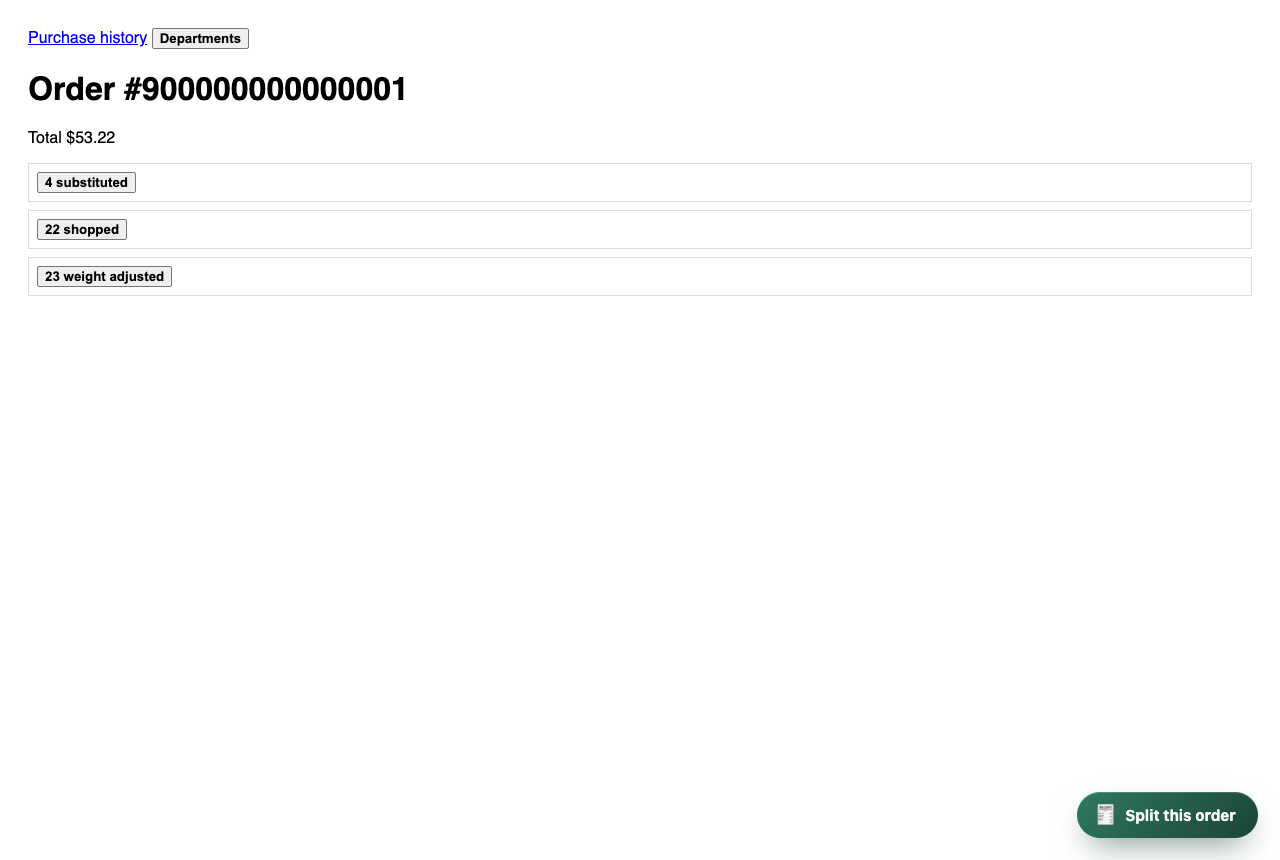 Purchase history Departments
Order #900000000000001
Total $53.22
4 substituted
22 shopped
23 weight adjusted
Split this order